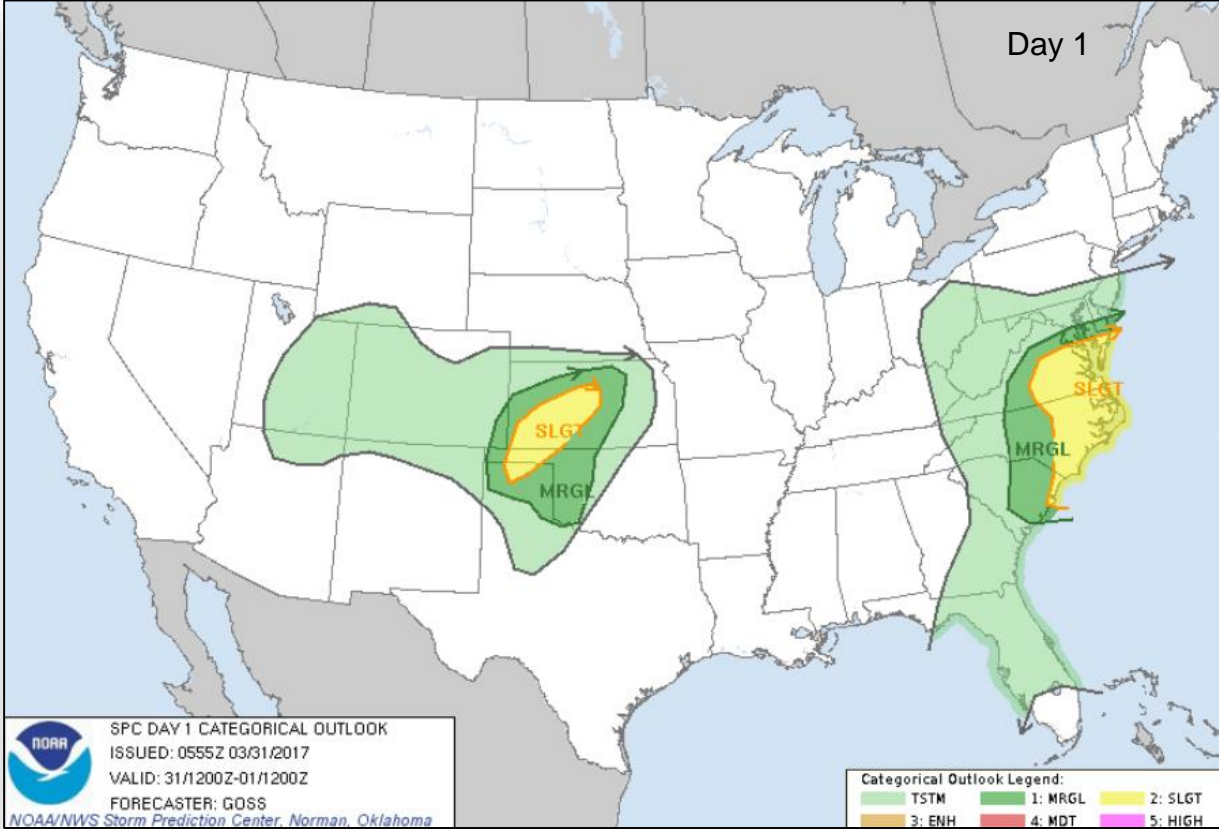 Day 1
SLGT
SLGT
MRGL
MRGL
NOAA
SPC DAY 1 CATEGORICAL OUTLOOK
ISSUED: 0555Z 03/31/2017
VALID: 31/1200Z-01/1200Z
FORECASTER: GOSS
NOAA/NWS Storm Prediction Center, Norman, Oklahoma
Categorical Outlook Legend:
TSTM 1: MRGL 2: SLGT
3: ENH 4: MDT 5: HIGH